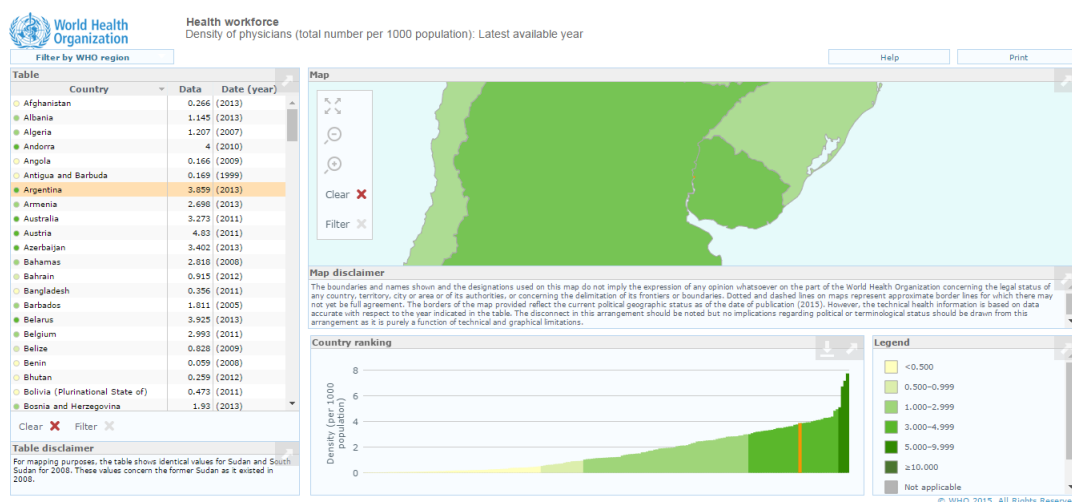 World Health
Organization
Health workforce
Density of physicians (total number per 1000 population): Latest available year
Filter by WHO region
Help
Print
Table
Country Data Date (year)
Afghanistan 0.266 (2013)
Albania 1.145 (2013)
Algeria 1.207 (2007)
Andorra 4 (2010)
Angola 0.166 (2009)
Antigua and Barbuda 0.169 (1999)
Argentina 3.859 (2013)
Armenia 2.698 (2013)
Australia 3.273 (2011)
Austria 4.83 (2011)
Azerbaijan 3.402 (2013)
Bahamas 2.818 (2008)
Bahrain 0.915 (2012)
Bangladesh 0.356 (2011)
Barbados 1.811 (2005)
Belarus 3.925 (2013)
Belgium 2.993 (2011)
Belize 0.828 (2009)
Benin 0.059 (2008)
Bhutan 0.259 (2012)
Bolivia (Plurinational State of) 0.473 (2011)
Bosnia and Herzegovina 1.93 (2013)
Clear Filter
Table disclaimer
For mapping purposes, the table shows identical values for Sudan and South
Sudan for 2008. These values concern the former Sudan as it existed in
2008.
Map
Clear
Filter
Map disclaimer
The boundaries and names shown and the designations used on this map do not imply the expression of any opinion whatsoever on the part of the World Health Organization concerning the legal status of
any country, territory, city or area or of its authorities, or concerning the delimitation of its frontiers or boundaries. Dotted and dashed lines on maps represent approximate border lines for which there may
not yet be full agreement. The borders of the map provided reflect the current political geographic status as of the date of publication (2015). However, the technical health information is based on data
accurate with respect to the year indicated in the table. The disconnect in this arrangement should be noted but no implications regarding political or terminological status should be drawn from this
arrangement as it is purely a function of technical and graphical limitations.
Country ranking
Density (per 1000
population)
8
6
4
2
0
Legend
<0.500
0.500–0.999
1.000–2.999
3.000–4.999
5.000–9.999
≥10.000
Not applicable
© WHO 2015. All Rights Reserve